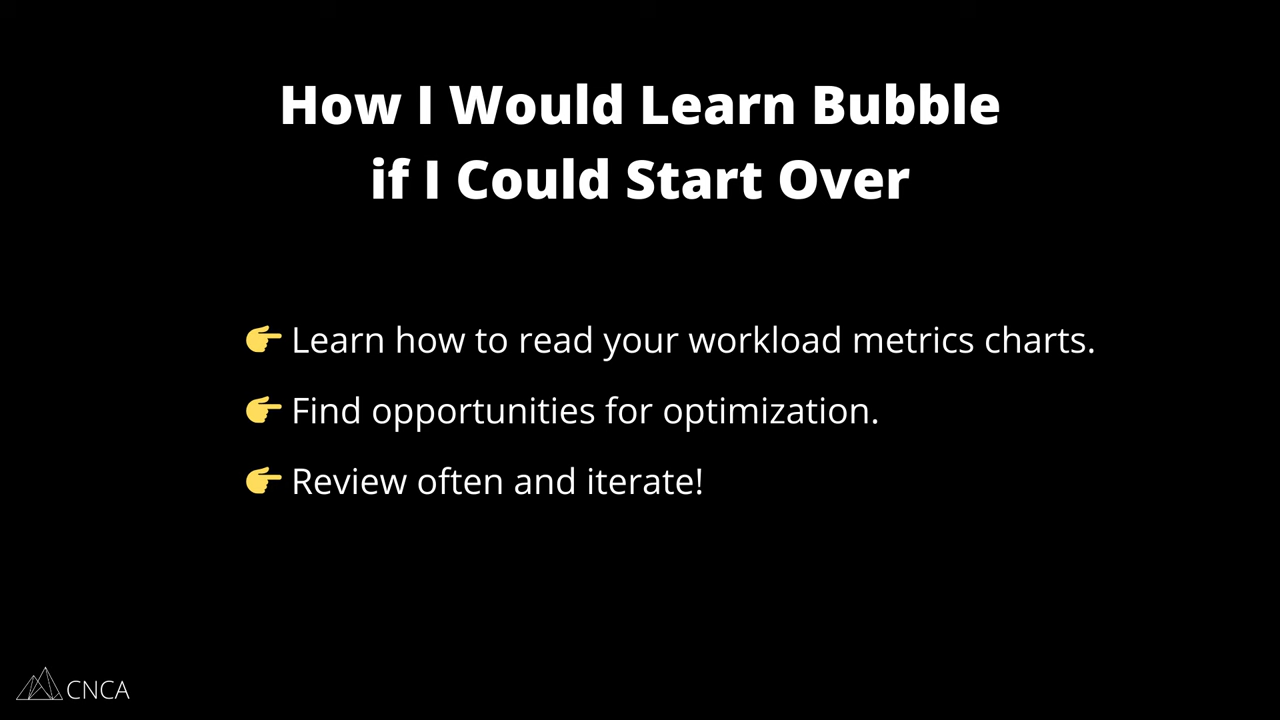 How I Would Learn Bubble
if I Could Start Over
👉 Learn how to read your workload metrics charts.
👉 Find opportunities for optimization.
👉 Review often and iterate!
CNCA